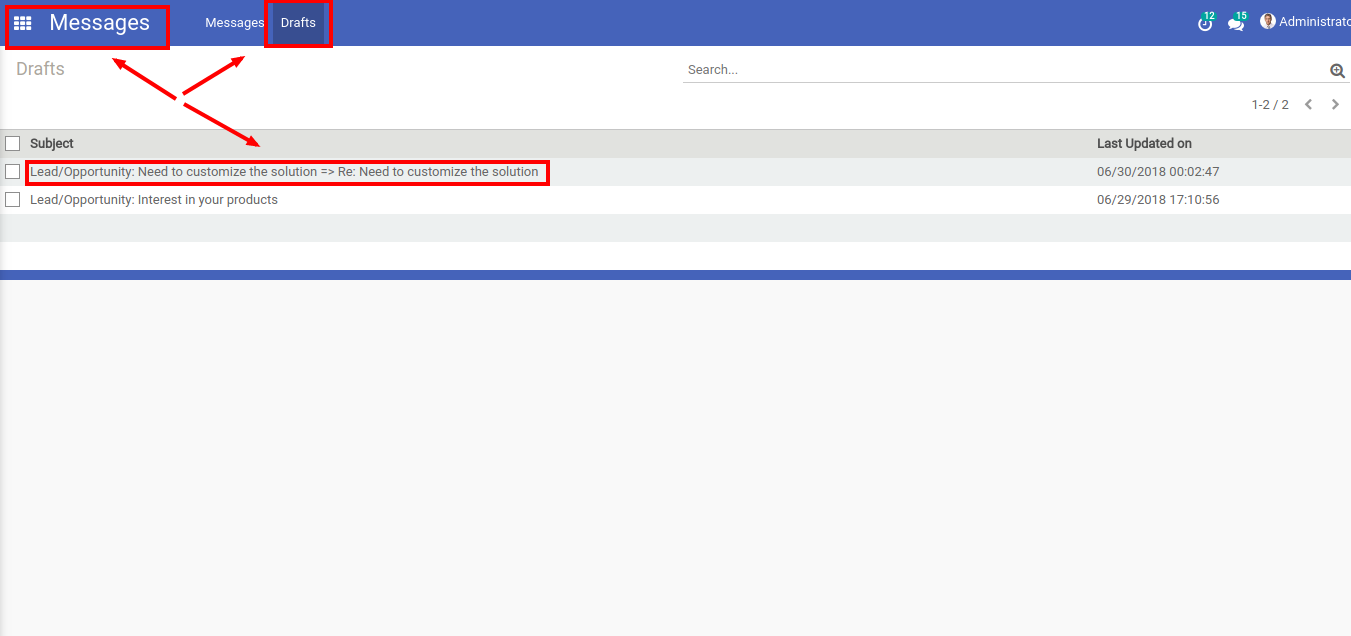 Messages Messages Drafts 12 15 Administrato
Drafts Search...
1-2 / 2
Subject Last Updated on
Lead/Opportunity: Need to customize the solution => Re: Need to customize the solution 06/30/2018 00:02:47
Lead/Opportunity: Interest in your products 06/29/2018 17:10:56